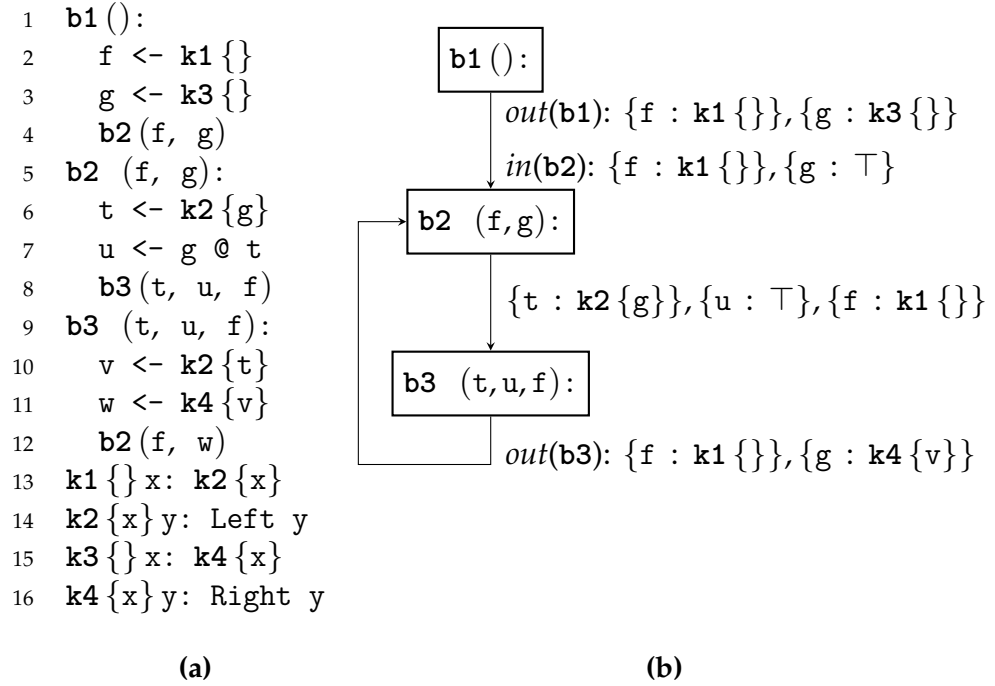 1 b1():
2 f <- k1{}
3 g <- k3{}
4 b2(f, g)
5 b2 (f, g):
6 t <- k2{g}
7 u <- g @ t
8 b3(t, u, f)
9 b3 (t, u, f):
10 v <- k2{t}
11 w <- k4{v}
12 b2(f, w)
13 k1{}x: k2{x}
14 k2{x}y: Left y
15 k3{}x: k4{x}
16 k4{x}y: Right y
(a)
b1():
out(b1): {f : k1{}},{g : k3{}}
in(b2): {f : k1{}},{g : ⊤}
b2 (f,g):
{t : k2{g}},{u : ⊤},{f : k1{}}
b3 (t,u,f):
out(b3): {f : k1{}},{g : k4{v}}
(b)